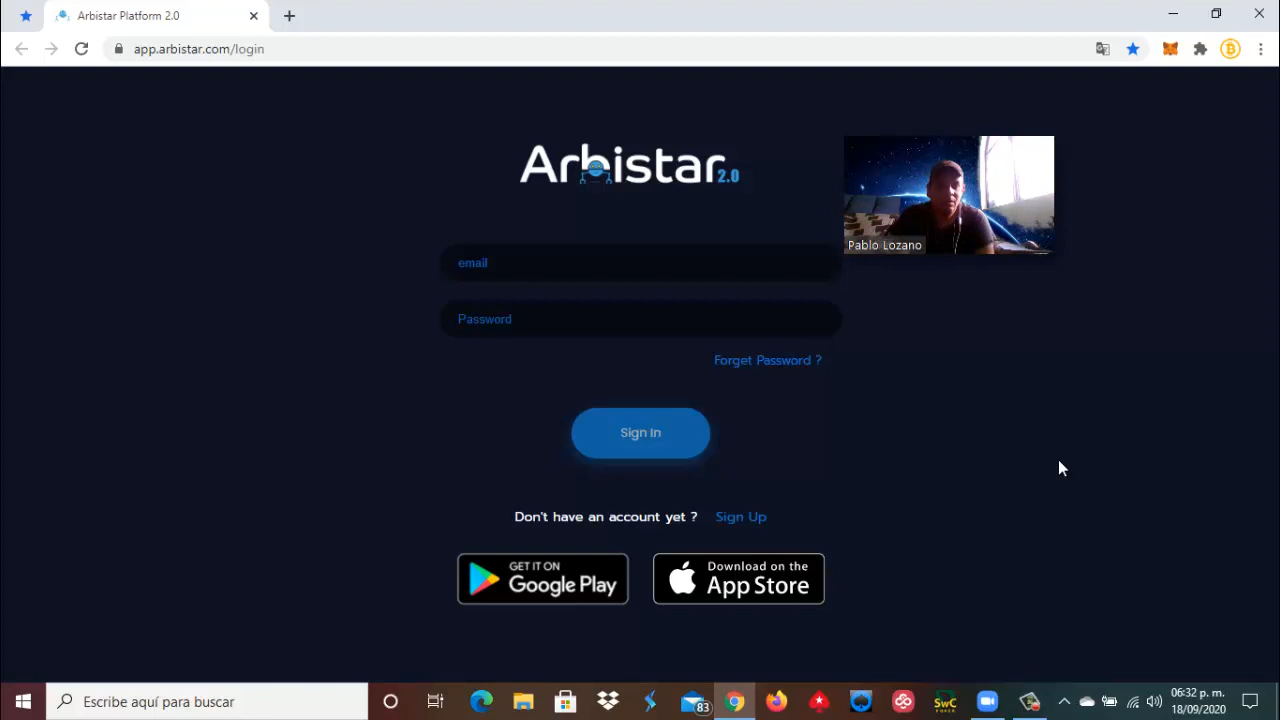 Arbistar Platform 2.0
app.arbistar.com/login
Arbistar 2.0
Pablo Lozano
email
Password
Forget Password ?
Sign In
Don't have an account yet ? Sign Up
GET IT ON
Google Play
Download on the
App Store
Escribe aquí para buscar
83
SwC
POKER
06:32 p. m.
18/09/2020